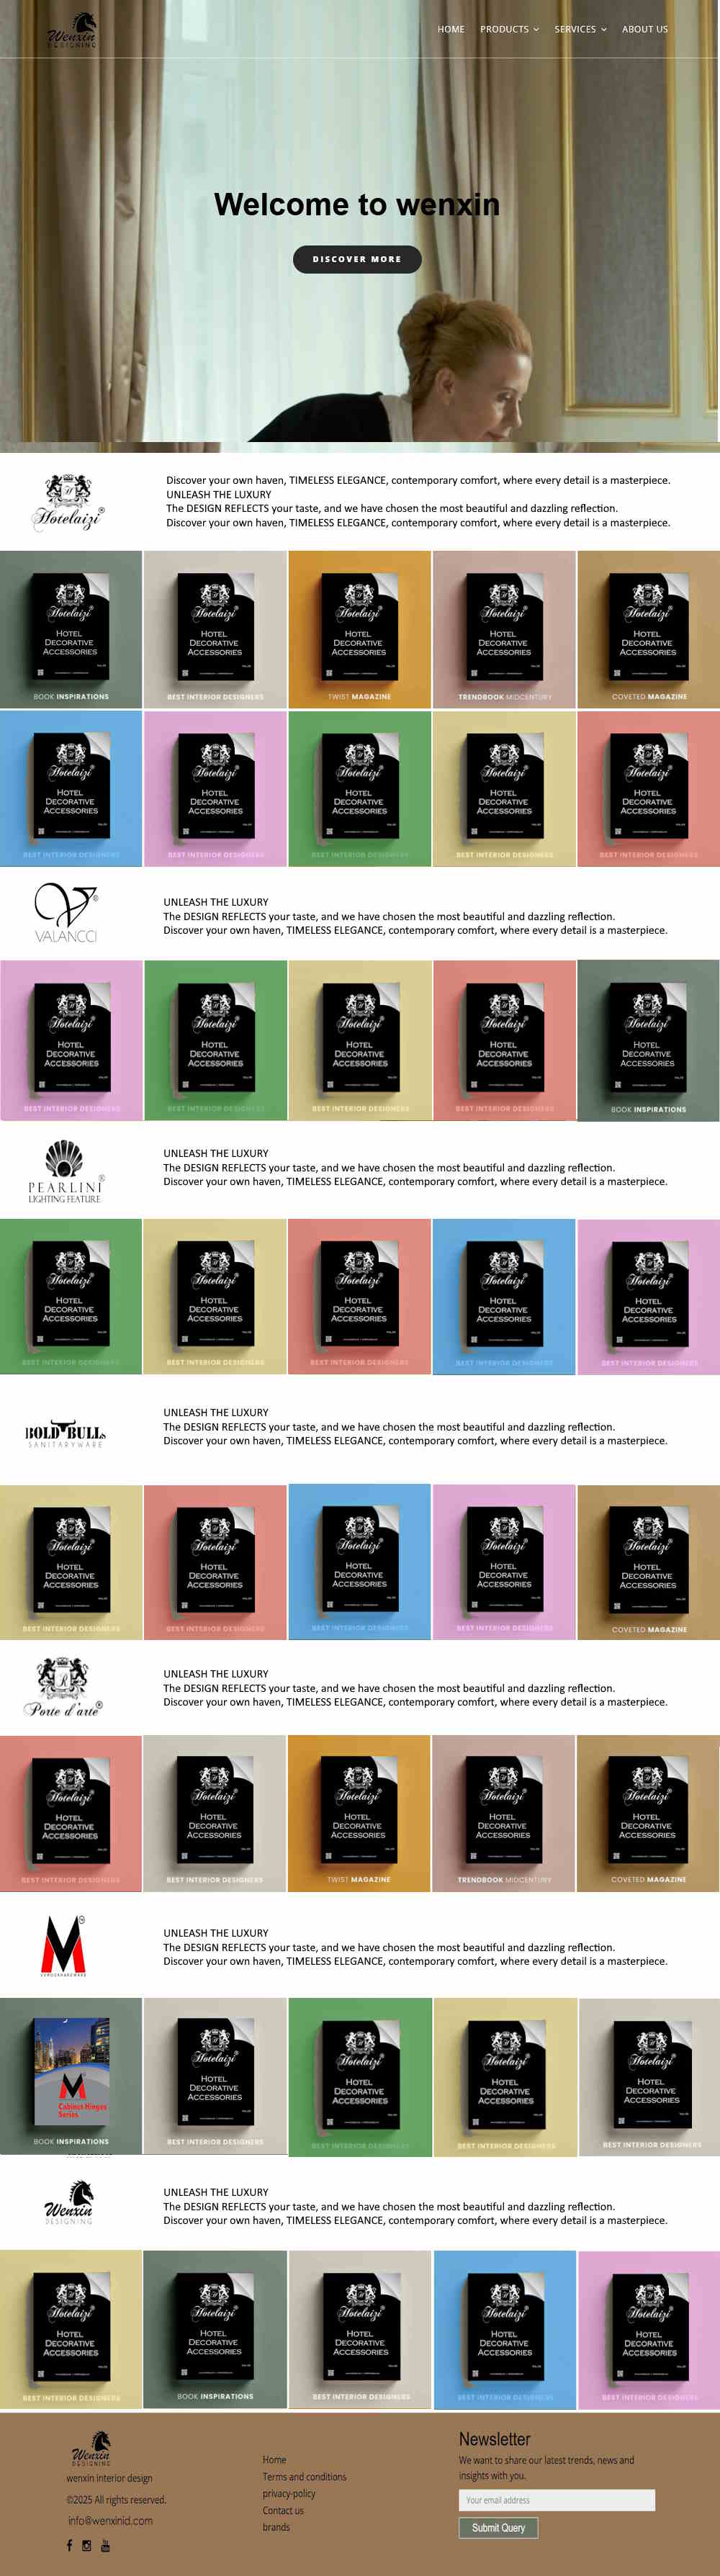 Wenxin
DESIGNING
HOME PRODUCTS SERVICES ABOUT US
Welcome to wenxin
DISCOVER MORE
Hotelaizi®
Discover your own haven, TIMELESS ELEGANCE, contemporary comfort, where every detail is a masterpiece.
UNLEASH THE LUXURY
The DESIGN REFLECTS your taste, and we have chosen the most beautiful and dazzling reflection.
Discover your own haven, TIMELESS ELEGANCE, contemporary comfort, where every detail is a masterpiece.
Hotelaizi® Hotelaizi® Hotelaizi® Hotelaizi® Hotelaizi®
HOTEL HOTEL HOTEL HOTEL HOTEL
DECORATIVE DECORATIVE DECORATIVE DECORATIVE DECORATIVE
ACCESSORIES ACCESSORIES ACCESSORIES ACCESSORIES ACCESSORIES
BOOK INSPIRATIONS BEST INTERIOR DESIGNERS TWIST MAGAZINE TRENDBOOK MIDCENTURY COVETED MAGAZINE
Hotelaizi® Hotelaizi® Hotelaizi® Hotelaizi® Hotelaizi®
HOTEL HOTEL HOTEL HOTEL HOTEL
DECORATIVE DECORATIVE DECORATIVE DECORATIVE DECORATIVE
ACCESSORIES ACCESSORIES ACCESSORIES ACCESSORIES ACCESSORIES
BEST INTERIOR DESIGNERS BEST INTERIOR DESIGNERS BEST INTERIOR DESIGNERS BEST INTERIOR DESIGNERS BEST INTERIOR DESIGNERS
VALANCCI
UNLEASH THE LUXURY
The DESIGN REFLECTS your taste, and we have chosen the most beautiful and dazzling reflection.
Discover your own haven, TIMELESS ELEGANCE, contemporary comfort, where every detail is a masterpiece.
Hotelaizi® Hotelaizi® Hotelaizi® Hotelaizi® Hotelaizi®
HOTEL HOTEL HOTEL HOTEL HOTEL
DECORATIVE DECORATIVE DECORATIVE DECORATIVE DECORATIVE
ACCESSORIES ACCESSORIES ACCESSORIES ACCESSORIES ACCESSORIES
BEST INTERIOR DESIGNERS BEST INTERIOR DESIGNERS BEST INTERIOR DESIGNERS BEST INTERIOR DESIGNERS BOOK INSPIRATIONS
PEARLINI®
LIGHTING FEATURE
UNLEASH THE LUXURY
The DESIGN REFLECTS your taste, and we have chosen the most beautiful and dazzling reflection.
Discover your own haven, TIMELESS ELEGANCE, contemporary comfort, where every detail is a masterpiece.
Hotelaizi® Hotelaizi® Hotelaizi® Hotelaizi® Hotelaizi®
HOTEL HOTEL HOTEL HOTEL HOTEL
DECORATIVE DECORATIVE DECORATIVE DECORATIVE DECORATIVE
ACCESSORIES ACCESSORIES ACCESSORIES ACCESSORIES ACCESSORIES
BEST INTERIOR DESIGNERS BEST INTERIOR DESIGNERS BEST INTERIOR DESIGNERS BEST INTERIOR DESIGNERS BEST INTERIOR DESIGNERS
BOLD BULLs
SANITARYWARE
UNLEASH THE LUXURY
The DESIGN REFLECTS your taste, and we have chosen the most beautiful and dazzling reflection.
Discover your own haven, TIMELESS ELEGANCE, contemporary comfort, where every detail is a masterpiece.
Hotelaizi® Hotelaizi® Hotelaizi® Hotelaizi® Hotelaizi®
HOTEL HOTEL HOTEL HOTEL HOTEL
DECORATIVE DECORATIVE DECORATIVE DECORATIVE DECORATIVE
ACCESSORIES ACCESSORIES ACCESSORIES ACCESSORIES ACCESSORIES
BEST INTERIOR DESIGNERS BEST INTERIOR DESIGNERS BEST INTERIOR DESIGNERS BEST INTERIOR DESIGNERS COVETED MAGAZINE
R
Porte d'arte®
UNLEASH THE LUXURY
The DESIGN REFLECTS your taste, and we have chosen the most beautiful and dazzling reflection.
Discover your own haven, TIMELESS ELEGANCE, contemporary comfort, where every detail is a masterpiece.
Hotelaizi® Hotelaizi® Hotelaizi® Hotelaizi® Hotelaizi®
HOTEL HOTEL HOTEL HOTEL HOTEL
DECORATIVE DECORATIVE DECORATIVE DECORATIVE DECORATIVE
ACCESSORIES ACCESSORIES ACCESSORIES ACCESSORIES ACCESSORIES
BEST INTERIOR DESIGNERS BEST INTERIOR DESIGNERS TWIST MAGAZINE TRENDBOOK MIDCENTURY COVETED MAGAZINE
M®
UNLEASH THE LUXURY
The DESIGN REFLECTS your taste, and we have chosen the most beautiful and dazzling reflection.
Discover your own haven, TIMELESS ELEGANCE, contemporary comfort, where every detail is a masterpiece.
M Hotelaizi® Hotelaizi® Hotelaizi® Hotelaizi®
Cabinet Hinges HOTEL HOTEL HOTEL HOTEL
Series DECORATIVE DECORATIVE DECORATIVE DECORATIVE
ACCESSORIES ACCESSORIES ACCESSORIES ACCESSORIES
BOOK INSPIRATIONS BEST INTERIOR DESIGNERS BEST INTERIOR DESIGNERS BEST INTERIOR DESIGNERS BEST INTERIOR DESIGNERS
Wenxin
DESIGNING
UNLEASH THE LUXURY
The DESIGN REFLECTS your taste, and we have chosen the most beautiful and dazzling reflection.
Discover your own haven, TIMELESS ELEGANCE, contemporary comfort, where every detail is a masterpiece.
Hotelaizi® Hotelaizi® Hotelaizi® Hotelaizi® Hotelaizi®
HOTEL HOTEL HOTEL HOTEL HOTEL
DECORATIVE DECORATIVE DECORATIVE DECORATIVE DECORATIVE
ACCESSORIES ACCESSORIES ACCESSORIES ACCESSORIES ACCESSORIES
BEST INTERIOR DESIGNERS BOOK INSPIRATIONS BEST INTERIOR DESIGNERS BEST INTERIOR DESIGNERS BEST INTERIOR DESIGNERS
Wenxin
DESIGNING
wenxin interior design
©2025 All rights reserved.
info@wenxinid.com
Home
Terms and conditions
privacy-policy
Contact us
brands
Newsletter
We want to share our latest trends, news and
insights with you.
Your email address
Submit Query